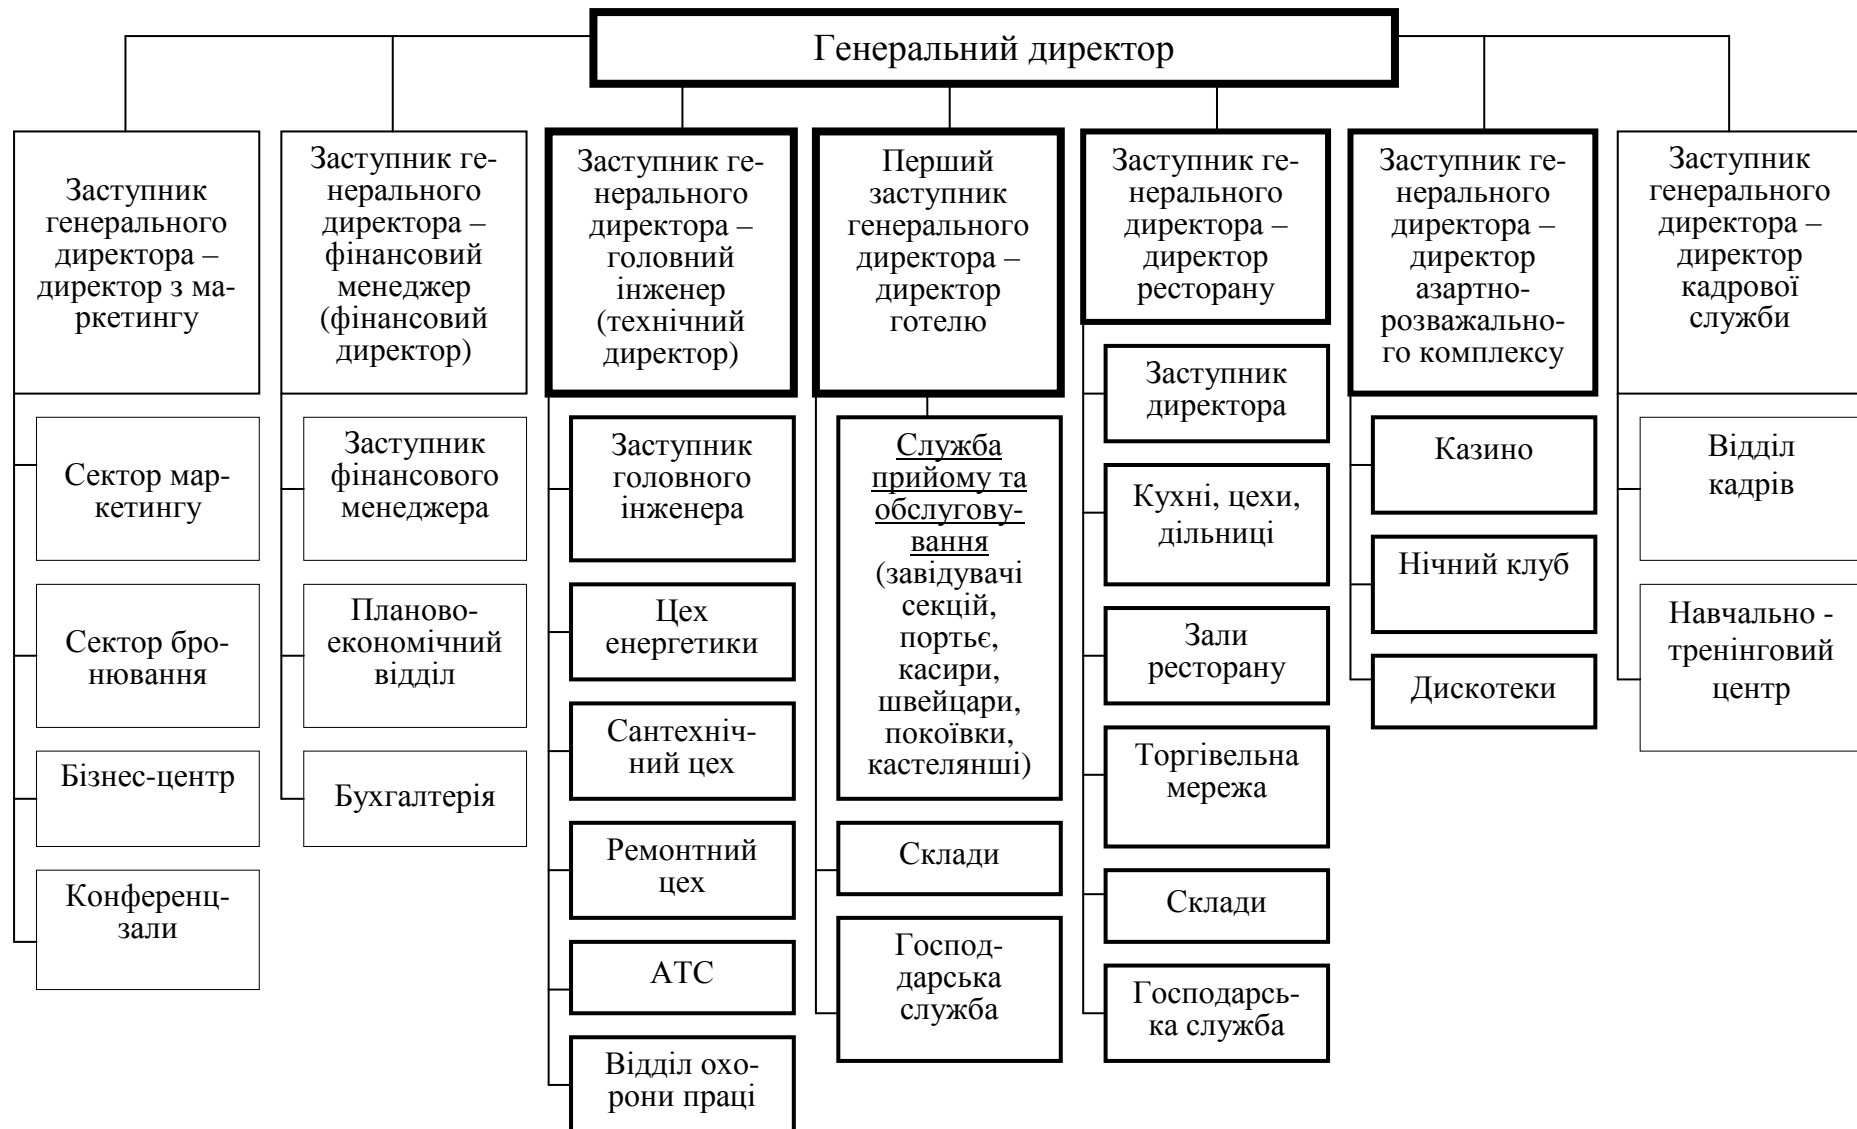 Генеральний директор
Заступник
генерального
директора –
директор з ма-
ркетингу
Сектор мар-
кетингу
Сектор бро-
нювання
Бізнес-центр
Конференц-
зали
Заступник ге-
нерального
директора –
фінансовий
менеджер
(фінансовий
директор)
Заступник
фінансового
менеджера
Планово-
економічний
відділ
Бухгалтерія
Заступник ге-
нерального
директора –
головний
інженер
(технічний
директор)
Заступник
головного
інженера
Цех
енергетики
Сантехніч-
ний цех
Ремонтний
цех
АТС
Відділ охо-
рони праці
Перший
заступник
генерального
директора –
директор
готелю
Служба
прийому та
обслугову-
вання
(завідувачі
секцій,
портьє,
касири,
швейцари,
покоївки,
кастелянші)
Склади
Господ-
дарська
служба
Заступник ге-
нерального
директора –
директор
ресторану
Заступник
директора
Кухні, цехи,
дільниці
Зали
ресторану
Торгівельна
мережа
Склади
Господарсь-
ка служба
Заступник ге-
нерального
директора –
директор
азартно-
розважально-
го комплексу
Казино
Нічний клуб
Дискотеки
Заступник
генерального
директора –
директор
кадрової
служби
Відділ
кадрів
Навчально -
тренінговий
центр